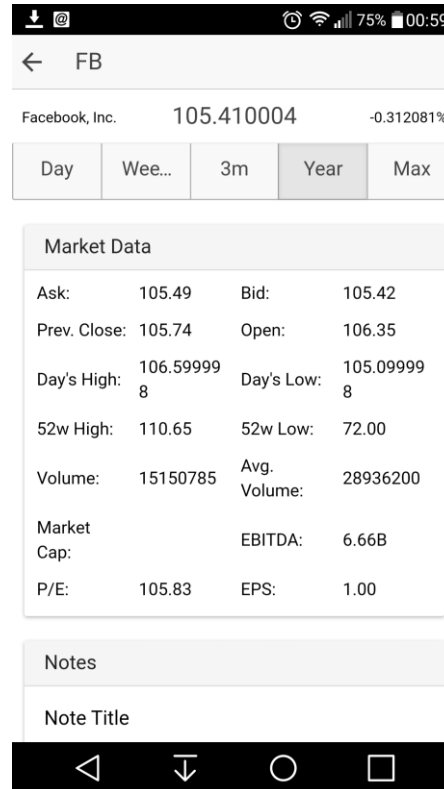 @ 75% 00:59
FB
Facebook, Inc. 105.410004 -0.312081%
Day Wee... 3m Year Max
Market Data
Ask: 105.49 Bid: 105.42
Prev. Close: 105.74 Open: 106.35
Day's High: 106.59999
8 Day's Low: 105.09999
8
52w High: 110.65 52w Low: 72.00
Volume: 15150785 Avg.
Volume: 28936200
Market
Cap: EBITDA: 6.66B
P/E: 105.83 EPS: 1.00
Notes
Note Title